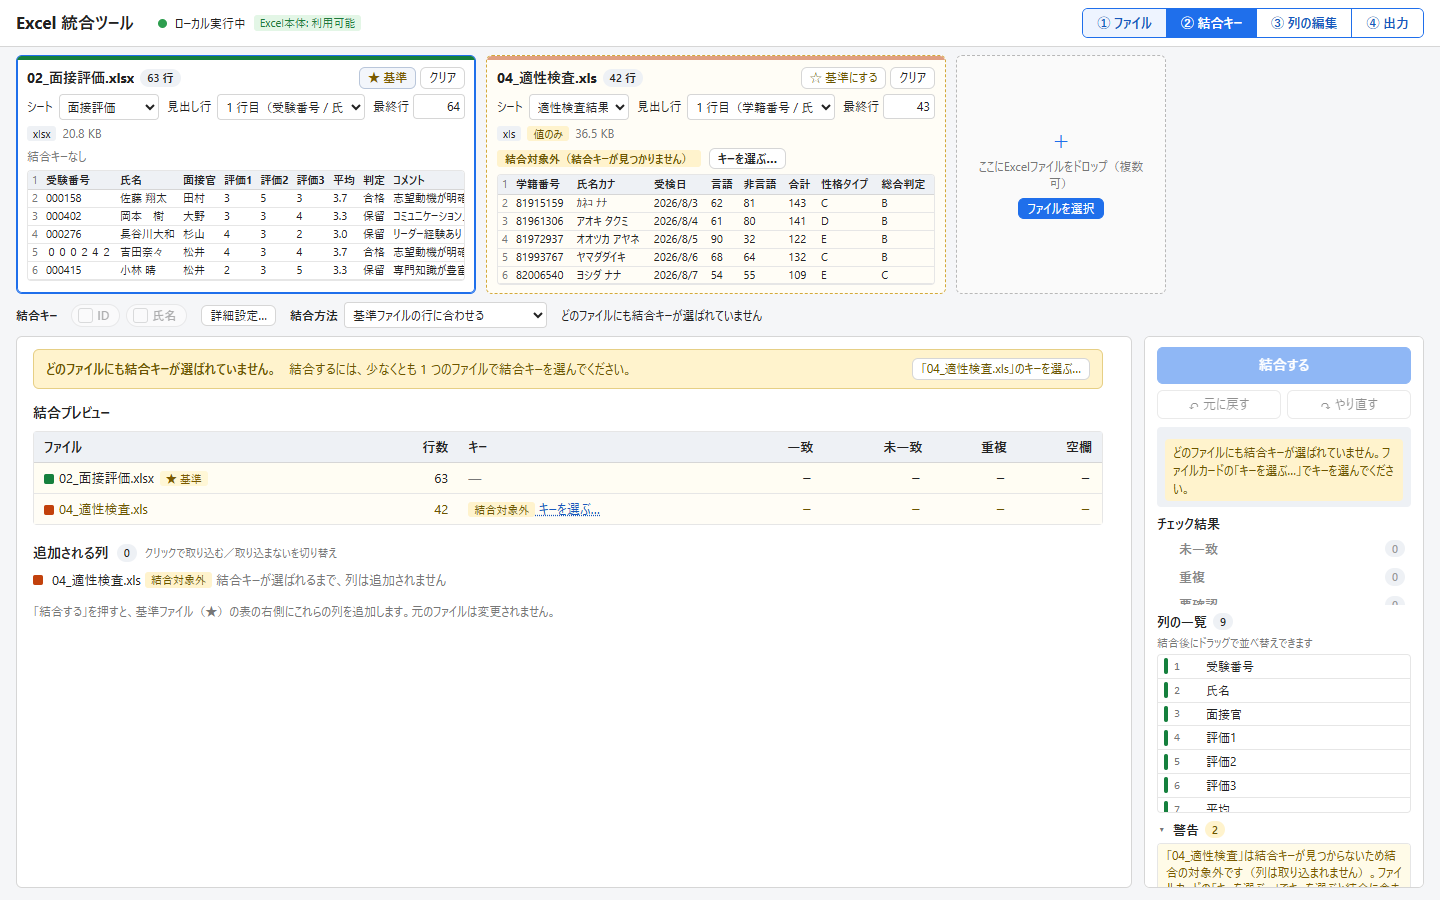 Excel 統合ツール ローカル実行中 Excel本体: 利用可能 ① ファイル ② 結合キー ③ 列の編集 ④ 出力
02_面接評価.xlsx 63 行 ★ 基準 クリア
シート 面接評価 見出し行 1 行目（受験番号 / 氏 最終行 64
xlsx 20.8 KB
結合キーなし
1 受験番号 氏名 面接官 評価1 評価2 評価3 平均 判定 コメント
2 000158 佐藤 翔太 田村 3 5 3 3.7 合格 志望動機が明確
3 000402 岡本　樹 大野 3 3 4 3.3 保留 コミュニケーション
4 000276 長谷川大和 杉山 4 3 2 3.0 保留 リーダー経験あり
5 ０００２４２ 吉田奈々 松井 4 3 4 3.7 合格 志望動機が明確
6 000415 小林 晴 松井 2 3 5 3.3 保留 専門知識が豊富
04_適性検査.xls 42 行 ☆ 基準にする クリア
シート 適性検査結果 見出し行 1 行目（学籍番号 / 氏 最終行 43
xls 値のみ 36.5 KB
結合対象外（結合キーが見つかりません） キーを選ぶ...
1 学籍番号 氏名カナ 受検日 言語 非言語 合計 性格タイプ 総合判定
2 81915159 ｶﾈｺ ﾅﾅ 2026/8/3 62 81 143 C B
3 81961306 アオキ タクミ 2026/8/4 61 80 141 D B
4 81972937 オオツカ アヤネ 2026/8/5 90 32 122 E B
5 81993767 ヤマダダイキ 2026/8/6 68 64 132 C B
6 82006540 ヨシダ ナナ 2026/8/7 54 55 109 E C
＋
ここにExcelファイルをドロップ（複数
可）
ファイルを選択
結合キー ID 氏名 詳細設定... 結合方法 基準ファイルの行に合わせる どのファイルにも結合キーが選ばれていません
どのファイルにも結合キーが選ばれていません。 結合するには、少なくとも 1 つのファイルで結合キーを選んでください。 「04_適性検査.xls」のキーを選ぶ...
結合プレビュー
ファイル 行数 キー 一致 未一致 重複 空欄
02_面接評価.xlsx ★ 基準 63 — – – – –
04_適性検査.xls 42 結合対象外 キーを選ぶ... – – – –
追加される列 0 クリックで取り込む／取り込まないを切り替え
04_適性検査.xls 結合対象外 結合キーが選ばれるまで、列は追加されません
「結合する」を押すと、基準ファイル（★）の表の右側にこれらの列を追加します。元のファイルは変更されません。
結合する
↶ 元に戻す ↷ やり直す
どのファイルにも結合キーが選ばれていません。フ
ァイルカードの「キーを選ぶ...」でキーを選んでくださ
い。
チェック結果
未一致 0
重複 0
要確認 0
列の一覧 9
結合後にドラッグで並べ替えできます
1 受験番号
2 氏名
3 面接官
4 評価1
5 評価2
6 評価3
7 平均
▾ 警告 2
「04_適性検査」は結合キーが見つからないため結
合の対象外です（列は取り込まれません）。ファイ
ルカードの「キーを選ぶ...」でキーを選ぶと結合に含ま